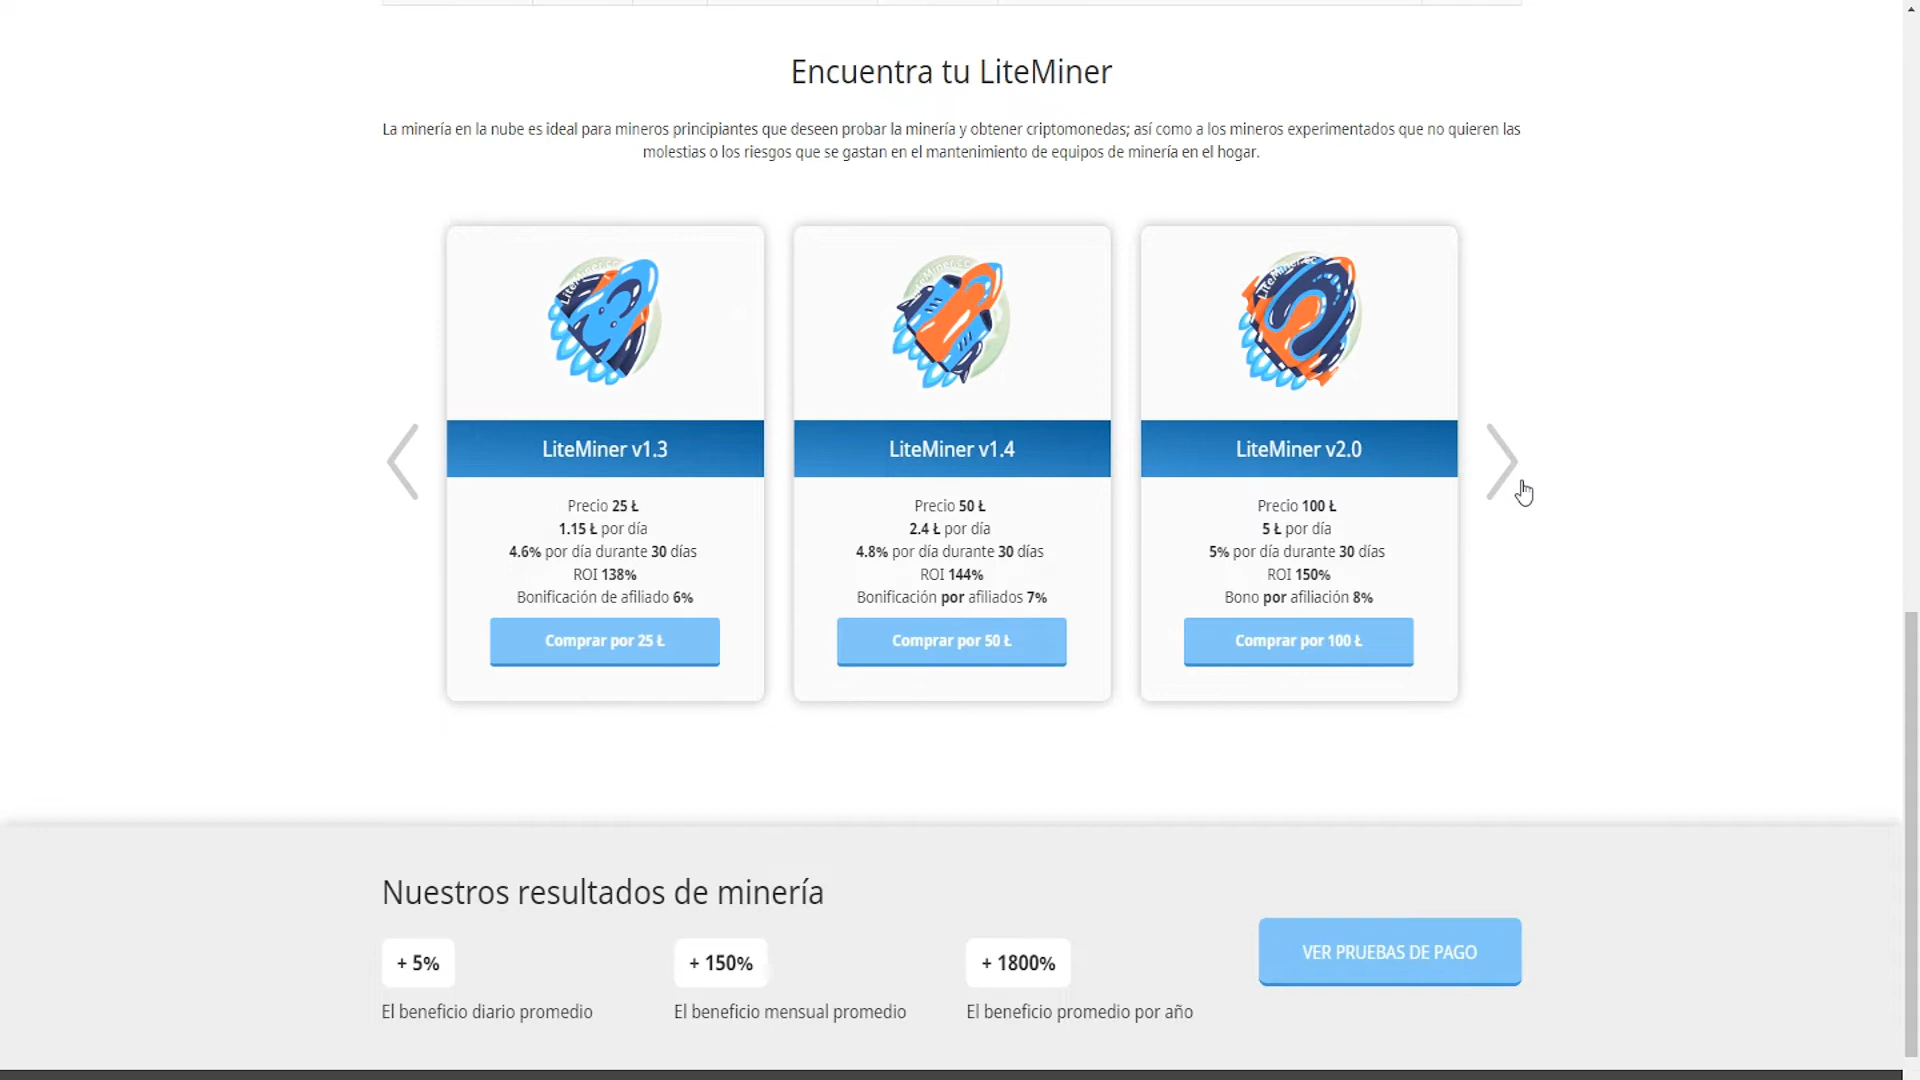 Encuentra tu LiteMiner
La minería en la nube es ideal para mineros principiantes que deseen probar la minería y obtener criptomonedas; así como a los mineros experimentados que no quieren las
molestias o los riesgos que se gastan en el mantenimiento de equipos de minería en el hogar.
LiteMiner v1.3
Precio 25 Ł
1.15 Ł por día
4.6% por día durante 30 días
ROI 138%
Bonificación de afiliado 6%
Comprar por 25 Ł
LiteMiner v1.4
Precio 50 Ł
2.4 Ł por día
4.8% por día durante 30 días
ROI 144%
Bonificación por afiliados 7%
Comprar por 50 Ł
LiteMiner v2.0
Precio 100 Ł
5 Ł por día
5% por día durante 30 días
ROI 150%
Bono por afiliación 8%
Comprar por 100 Ł
Nuestros resultados de minería
+ 5%
El beneficio diario promedio
+ 150%
El beneficio mensual promedio
+ 1800%
El beneficio promedio por año
VER PRUEBAS DE PAGO